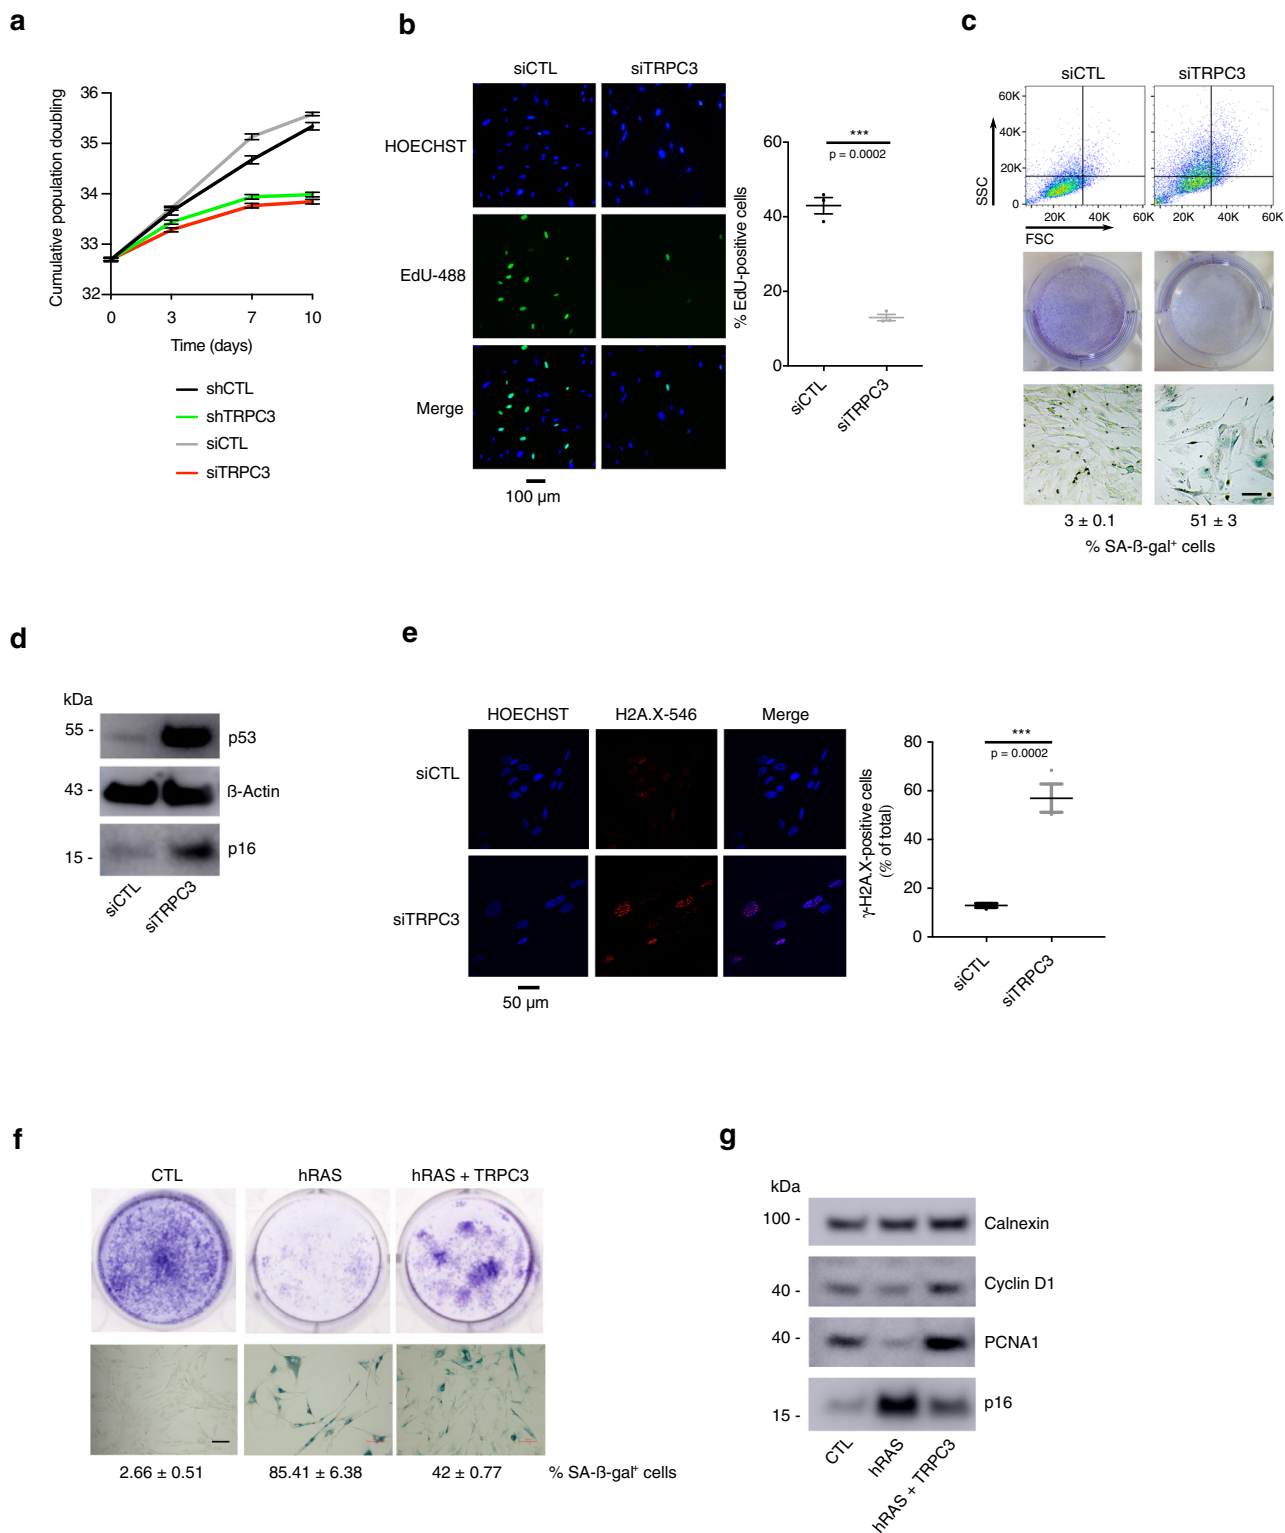 a
Cumulative population doubling
36
35
34
33
32
0 3 7 10
Time (days)
shCTL
shTRPC3
siCTL
siTRPC3
b
siCTL siTRPC3
HOECHST
EdU-488
Merge
100 µm
% EdU-positive cells
60
40
20
0
***
p = 0.0002
siCTL
siTRPC3
c
siCTL siTRPC3
SSC
60K
40K
20K
0
20K 40K 60K 20K 40K 60K
FSC
3 ± 0.1 51 ± 3
% SA-ß-gal+ cells
d
kDa
55 - p53
43 - ß-Actin
15 - p16
siCTL
siTRPC3
e
HOECHST H2A.X-546 Merge
siCTL
siTRPC3
50 µm
γ-H2A.X-positive cells
(% of total)
80
60
40
20
0
***
p = 0.0002
siCTL
siTRPC3
f
CTL hRAS hRAS + TRPC3
2.66 ± 0.51 85.41 ± 6.38 42 ± 0.77 % SA-ß-gal+ cells
g
kDa
100 - Calnexin
40 - Cyclin D1
40 - PCNA1
15 - p16
CTL
hRAS
hRAS + TRPC3